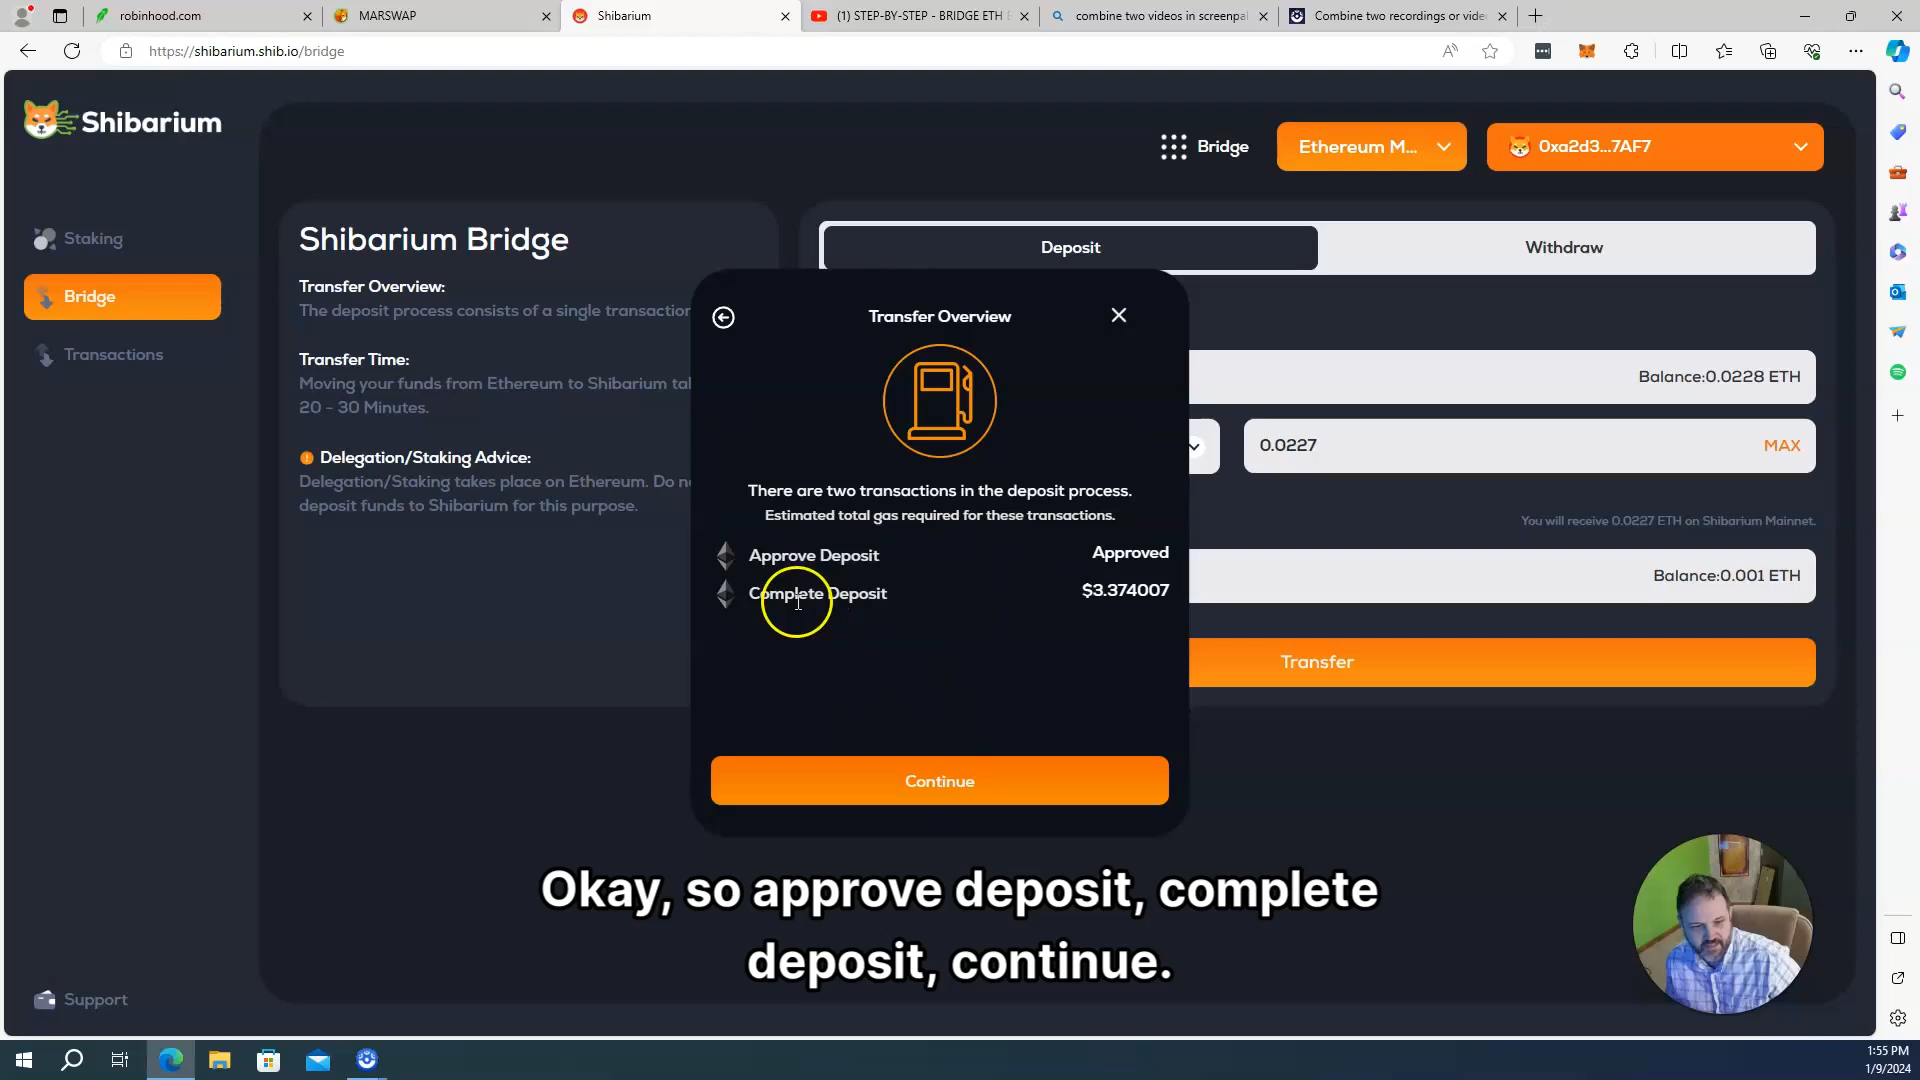 robinhood.com
MARSWAP
Shibarium
(1) STEP-BY-STEP - BRIDGE ETH
combine two videos in screenpal
Combine two recordings or vide
https://shibarium.shib.io/bridge
Shibarium
Bridge
Ethereum M...
0xa2d3...7AF7
Staking
Bridge
Transactions
Support
Shibarium Bridge
Transfer Overview:
The deposit process consists of a single transaction
Transfer Time:
Moving your funds from Ethereum to Shibarium
20 - 30 Minutes.
Delegation/Staking Advice:
Delegation/Staking takes place on Ethereum. Do
deposit funds to Shibarium for this purpose.
Deposit
Withdraw
Balance:0.0228 ETH
0.0227
MAX
You will receive 0.0227 ETH on Shibarium Mainnet.
Balance:0.001 ETH
Transfer
Transfer Overview
There are two transactions in the deposit process.
Estimated total gas required for these transactions.
Approve Deposit
Approved
Complete Deposit
$3.374007
Continue
Okay, so approve deposit, complete
deposit, continue.
1:55 PM
1/9/2024